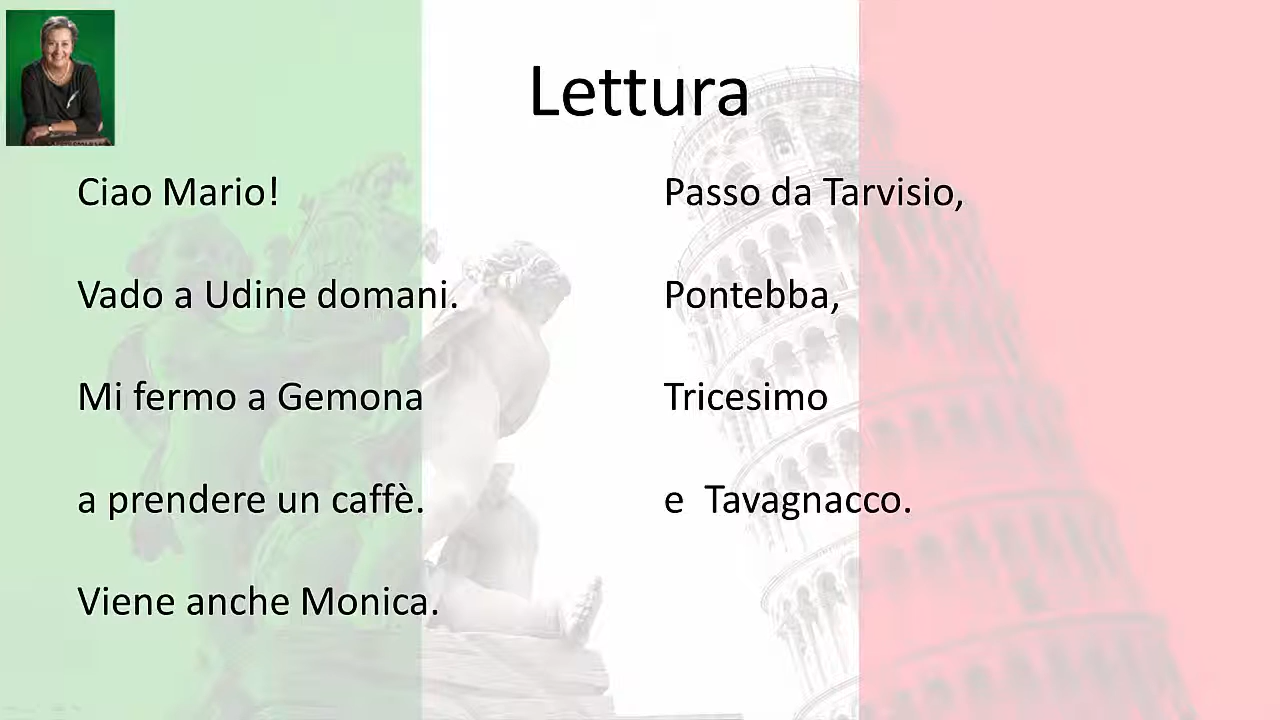 Lettura
Ciao Mario!
Vado a Udine domani.
Mi fermo a Gemona
a prendere un caffè.
Viene anche Monica.
Passo da Tarvisio,
Pontebba,
Tricesimo
e  Tavagnacco.